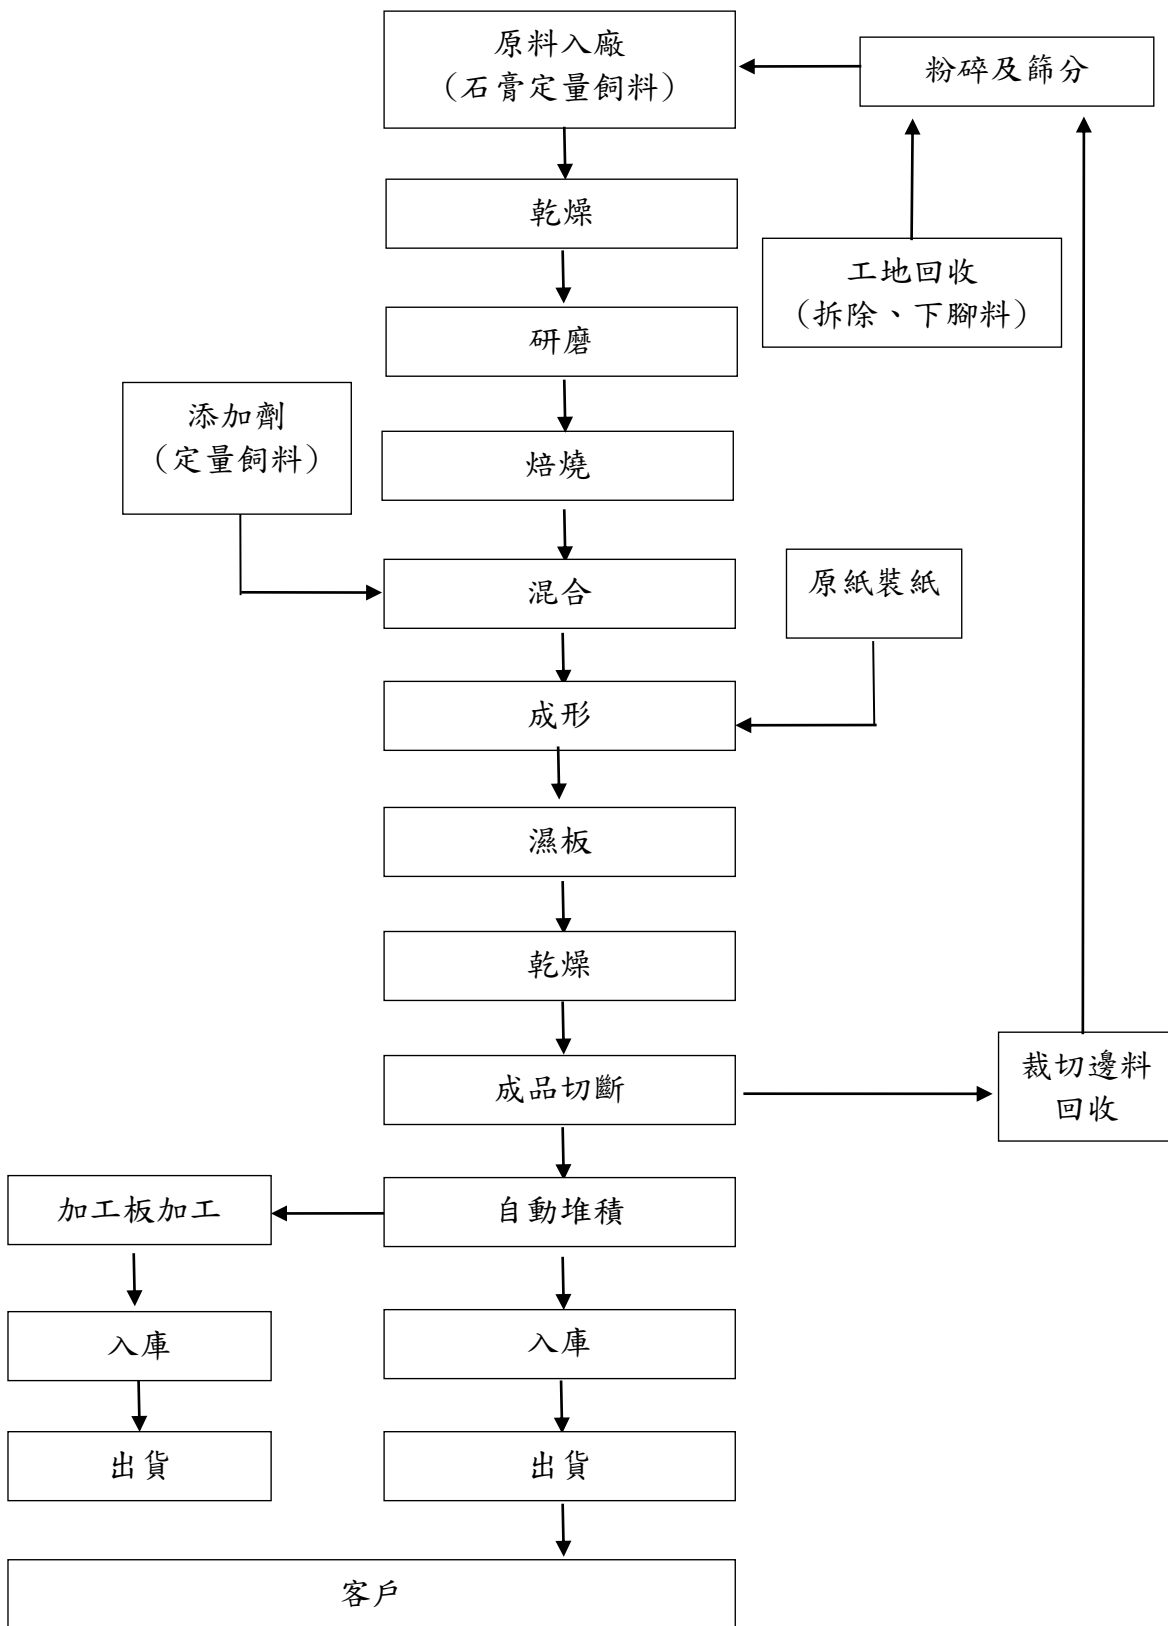 原料入廠
（石膏定量飼料）
粉碎及篩分
乾燥
工地回收
（拆除、下腳料）
研磨
添加劑
（定量飼料）
焙燒
混合
原紙裝紙
成形
濕板
乾燥
成品切斷
裁切邊料
回收
加工板加工
自動堆積
入庫
入庫
出貨
出貨
客戶